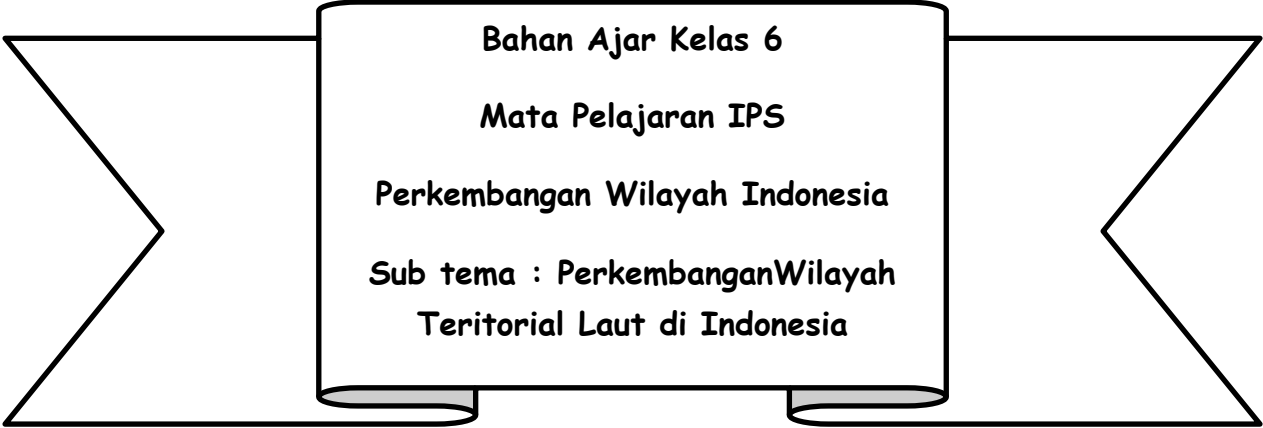 Bahan Ajar Kelas 6
Mata Pelajaran IPS
Perkembangan Wilayah Indonesia
Sub tema : PerkembanganWilayah
Teritorial Laut di Indonesia